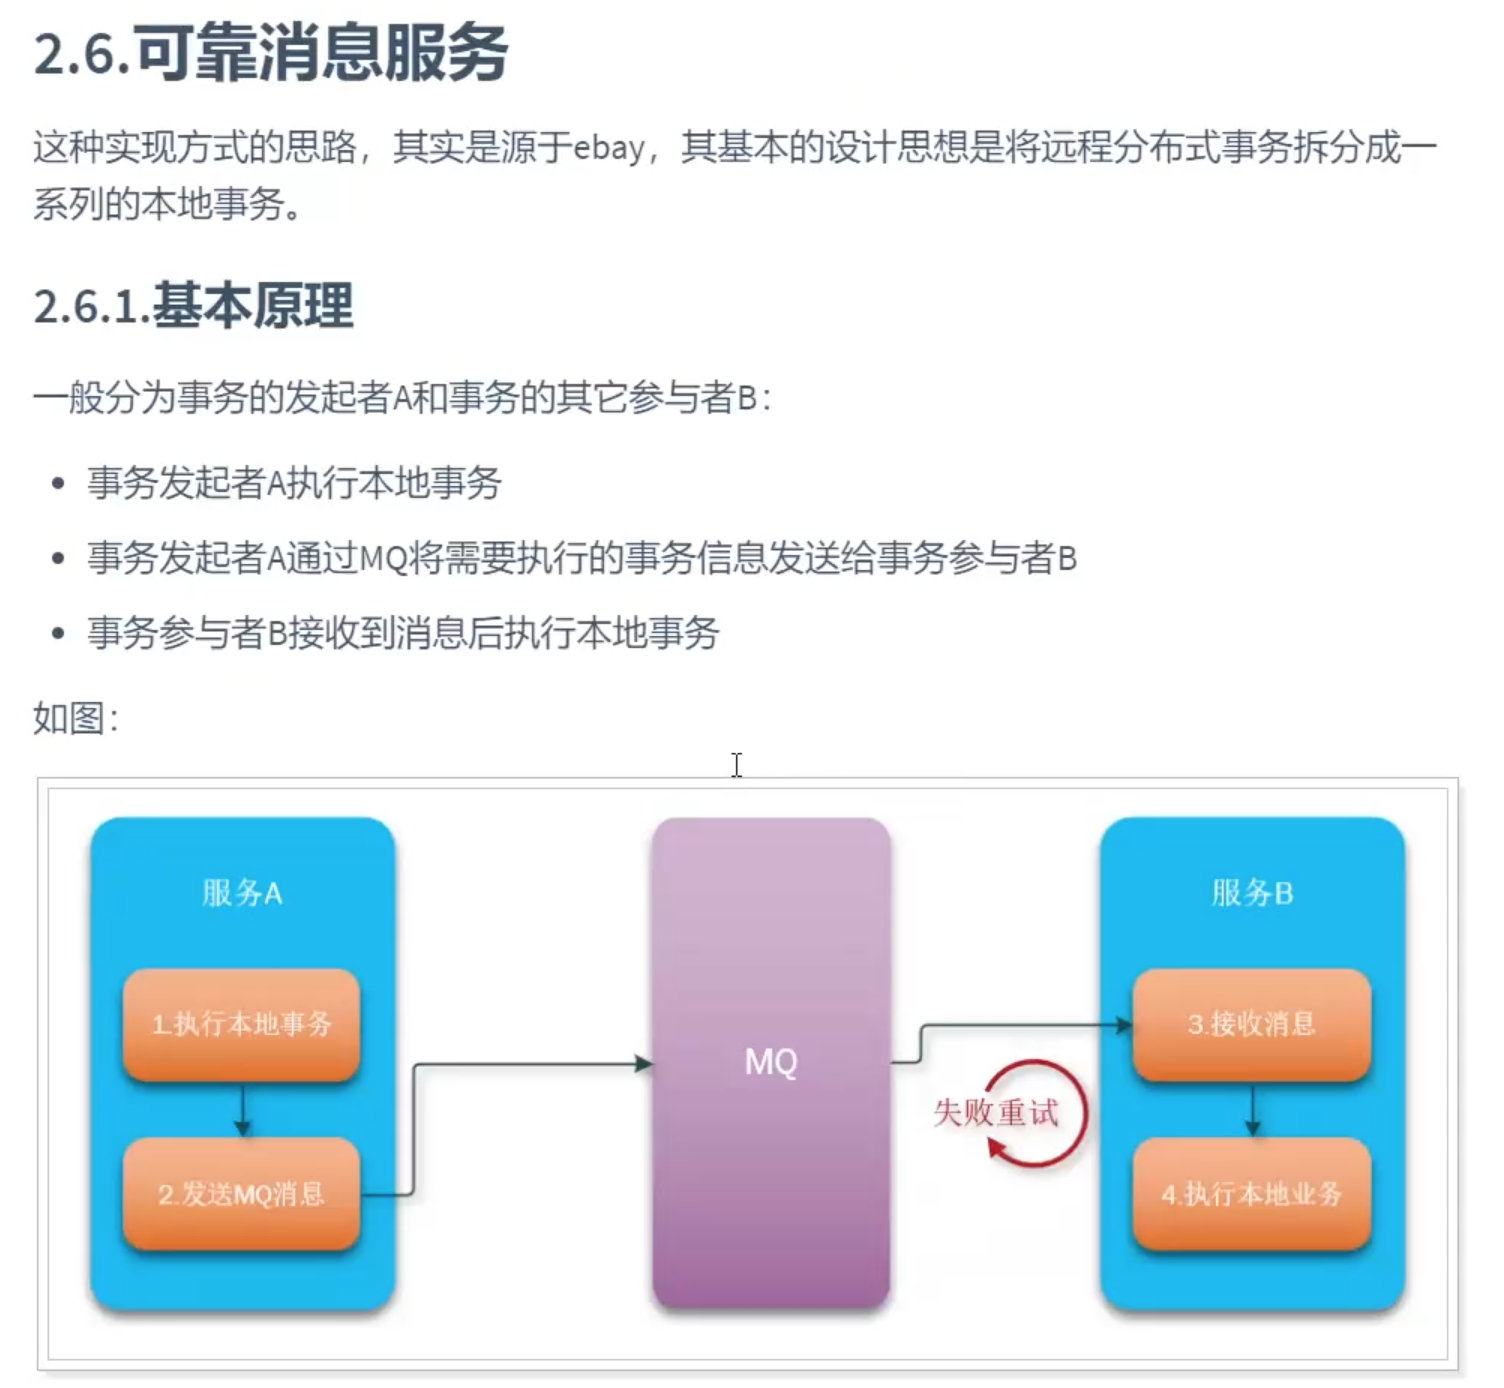 2.6.可靠消息服务
这种实现方式的思路，其实是源于ebay，其基本的设计思想是将远程分布式事务拆分成一
系列的本地事务。
2.6.1.基本原理
一般分为事务的发起者A和事务的其它参与者B：
• 事务发起者A执行本地事务
• 事务发起者A通过MQ将需要执行的事务信息发送给事务参与者B
• 事务参与者B接收到消息后执行本地事务
如图：
服务A
1.执行本地事务
2.发送MQ消息
MQ
失败重试
服务B
3.接收消息
4.执行本地业务